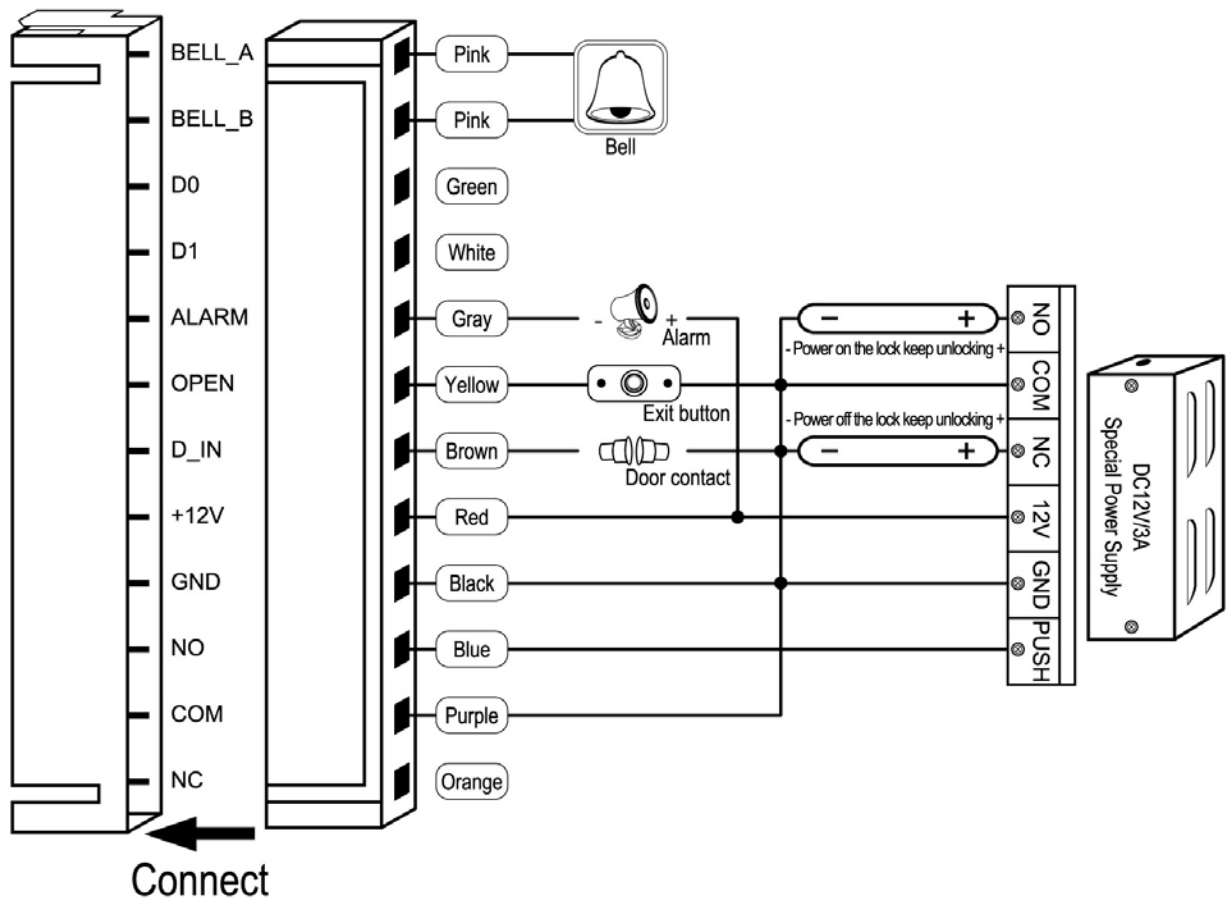 BELL_A
Pink
BELL_B
Pink
Bell
D0
Green
D1
White
ALARM
Gray
- +
Alarm
- +
NO
- Power on the lock keep unlocking +
OPEN
Yellow
Exit button
COM
- Power off the lock keep unlocking +
D_IN
Brown
Door contact
- +
NC
+12V
Red
12V
GND
Black
GND
NO
Blue
PUSH
COM
Purple
NC
Orange
DC12V/3A
Special Power Supply
Connect